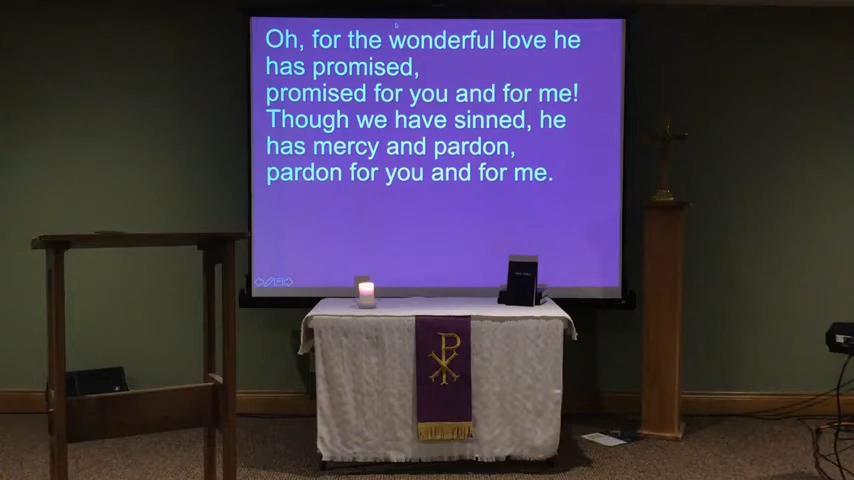 Oh, for the wonderful love he
has promised,
promised for you and for me!
Though we have sinned, he
has mercy and pardon,
pardon for you and for me.